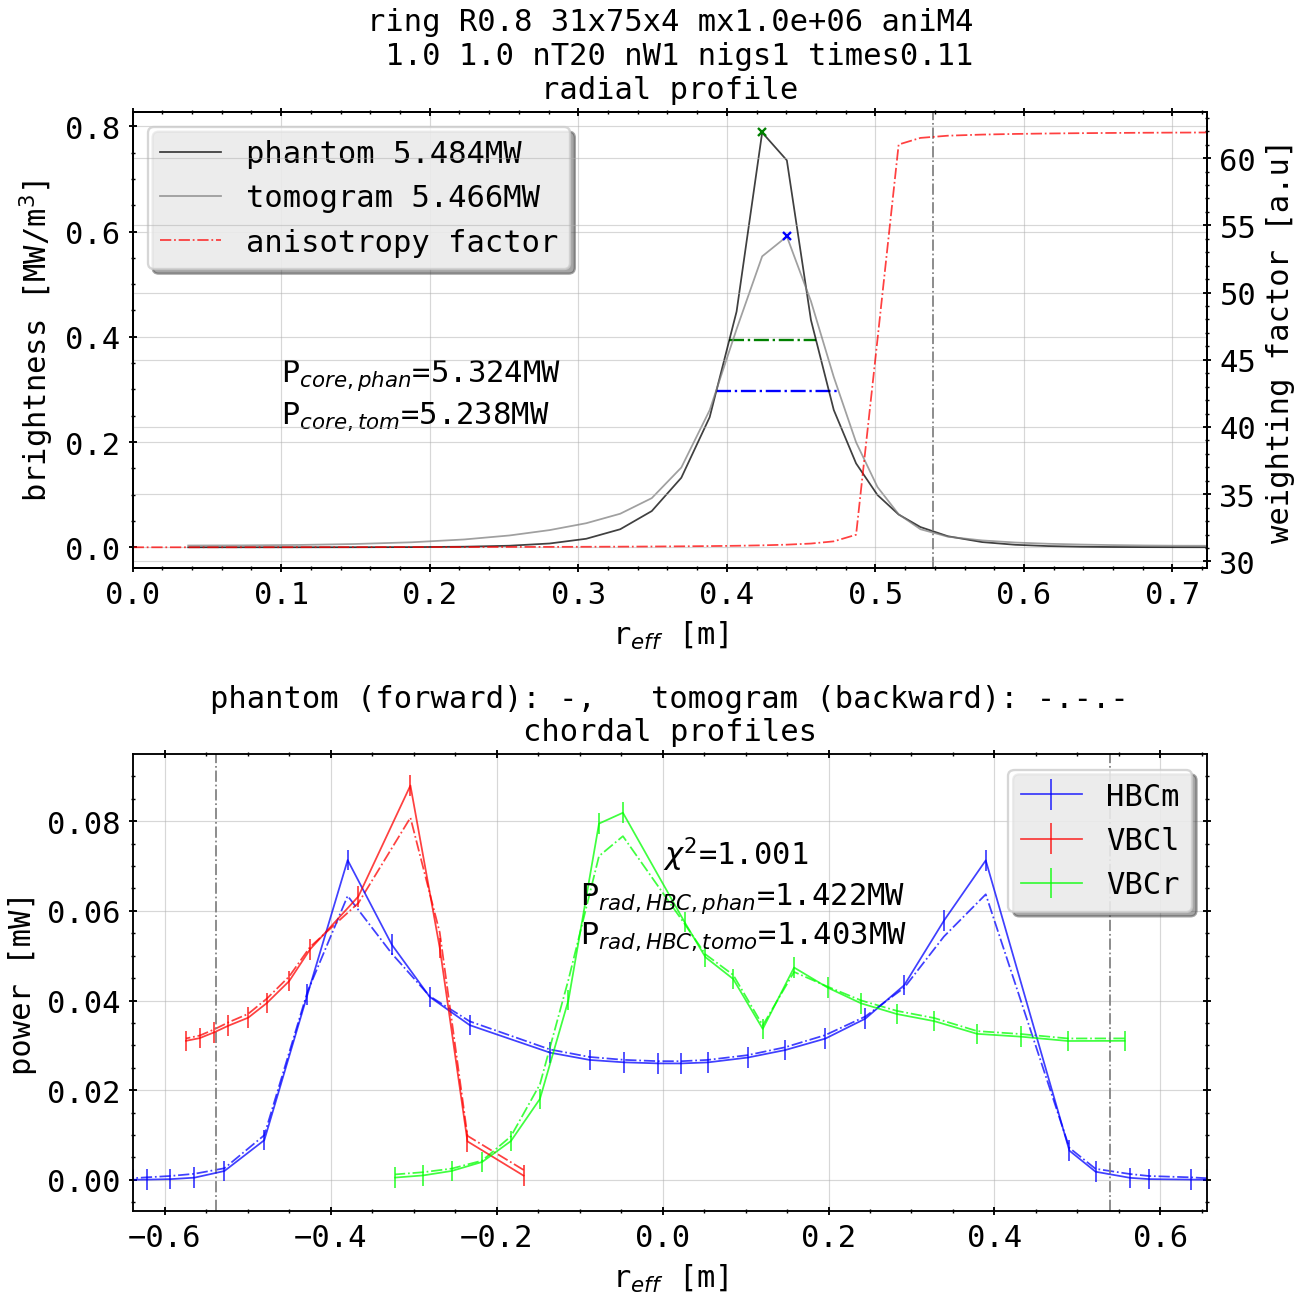 ring R0.8 31x75x4 mx1.0e+06 aniM4
1.0 1.0 nT20 nW1 nigs1 times0.11
radial profile
phantom 5.484MW
tomogram 5.466MW
anisotropy factor
P_core,phan=5.324MW
P_core,tom=5.238MW
brightness [MW/m³]
0.8
0.6
0.4
0.2
0.0
weighting factor [a.u]
60
55
50
45
40
35
30
0.0 0.1 0.2 0.3 0.4 0.5 0.6 0.7
r_eff [m]
phantom (forward): -,   tomogram (backward): -.-.-
chordal profiles
HBCm
VBCl
VBCr
χ²=1.001
P_rad,HBC,phan=1.422MW
P_rad,HBC,tomo=1.403MW
power [mW]
0.08
0.06
0.04
0.02
0.00
−0.6 −0.4 −0.2 0.0 0.2 0.4 0.6
r_eff [m]